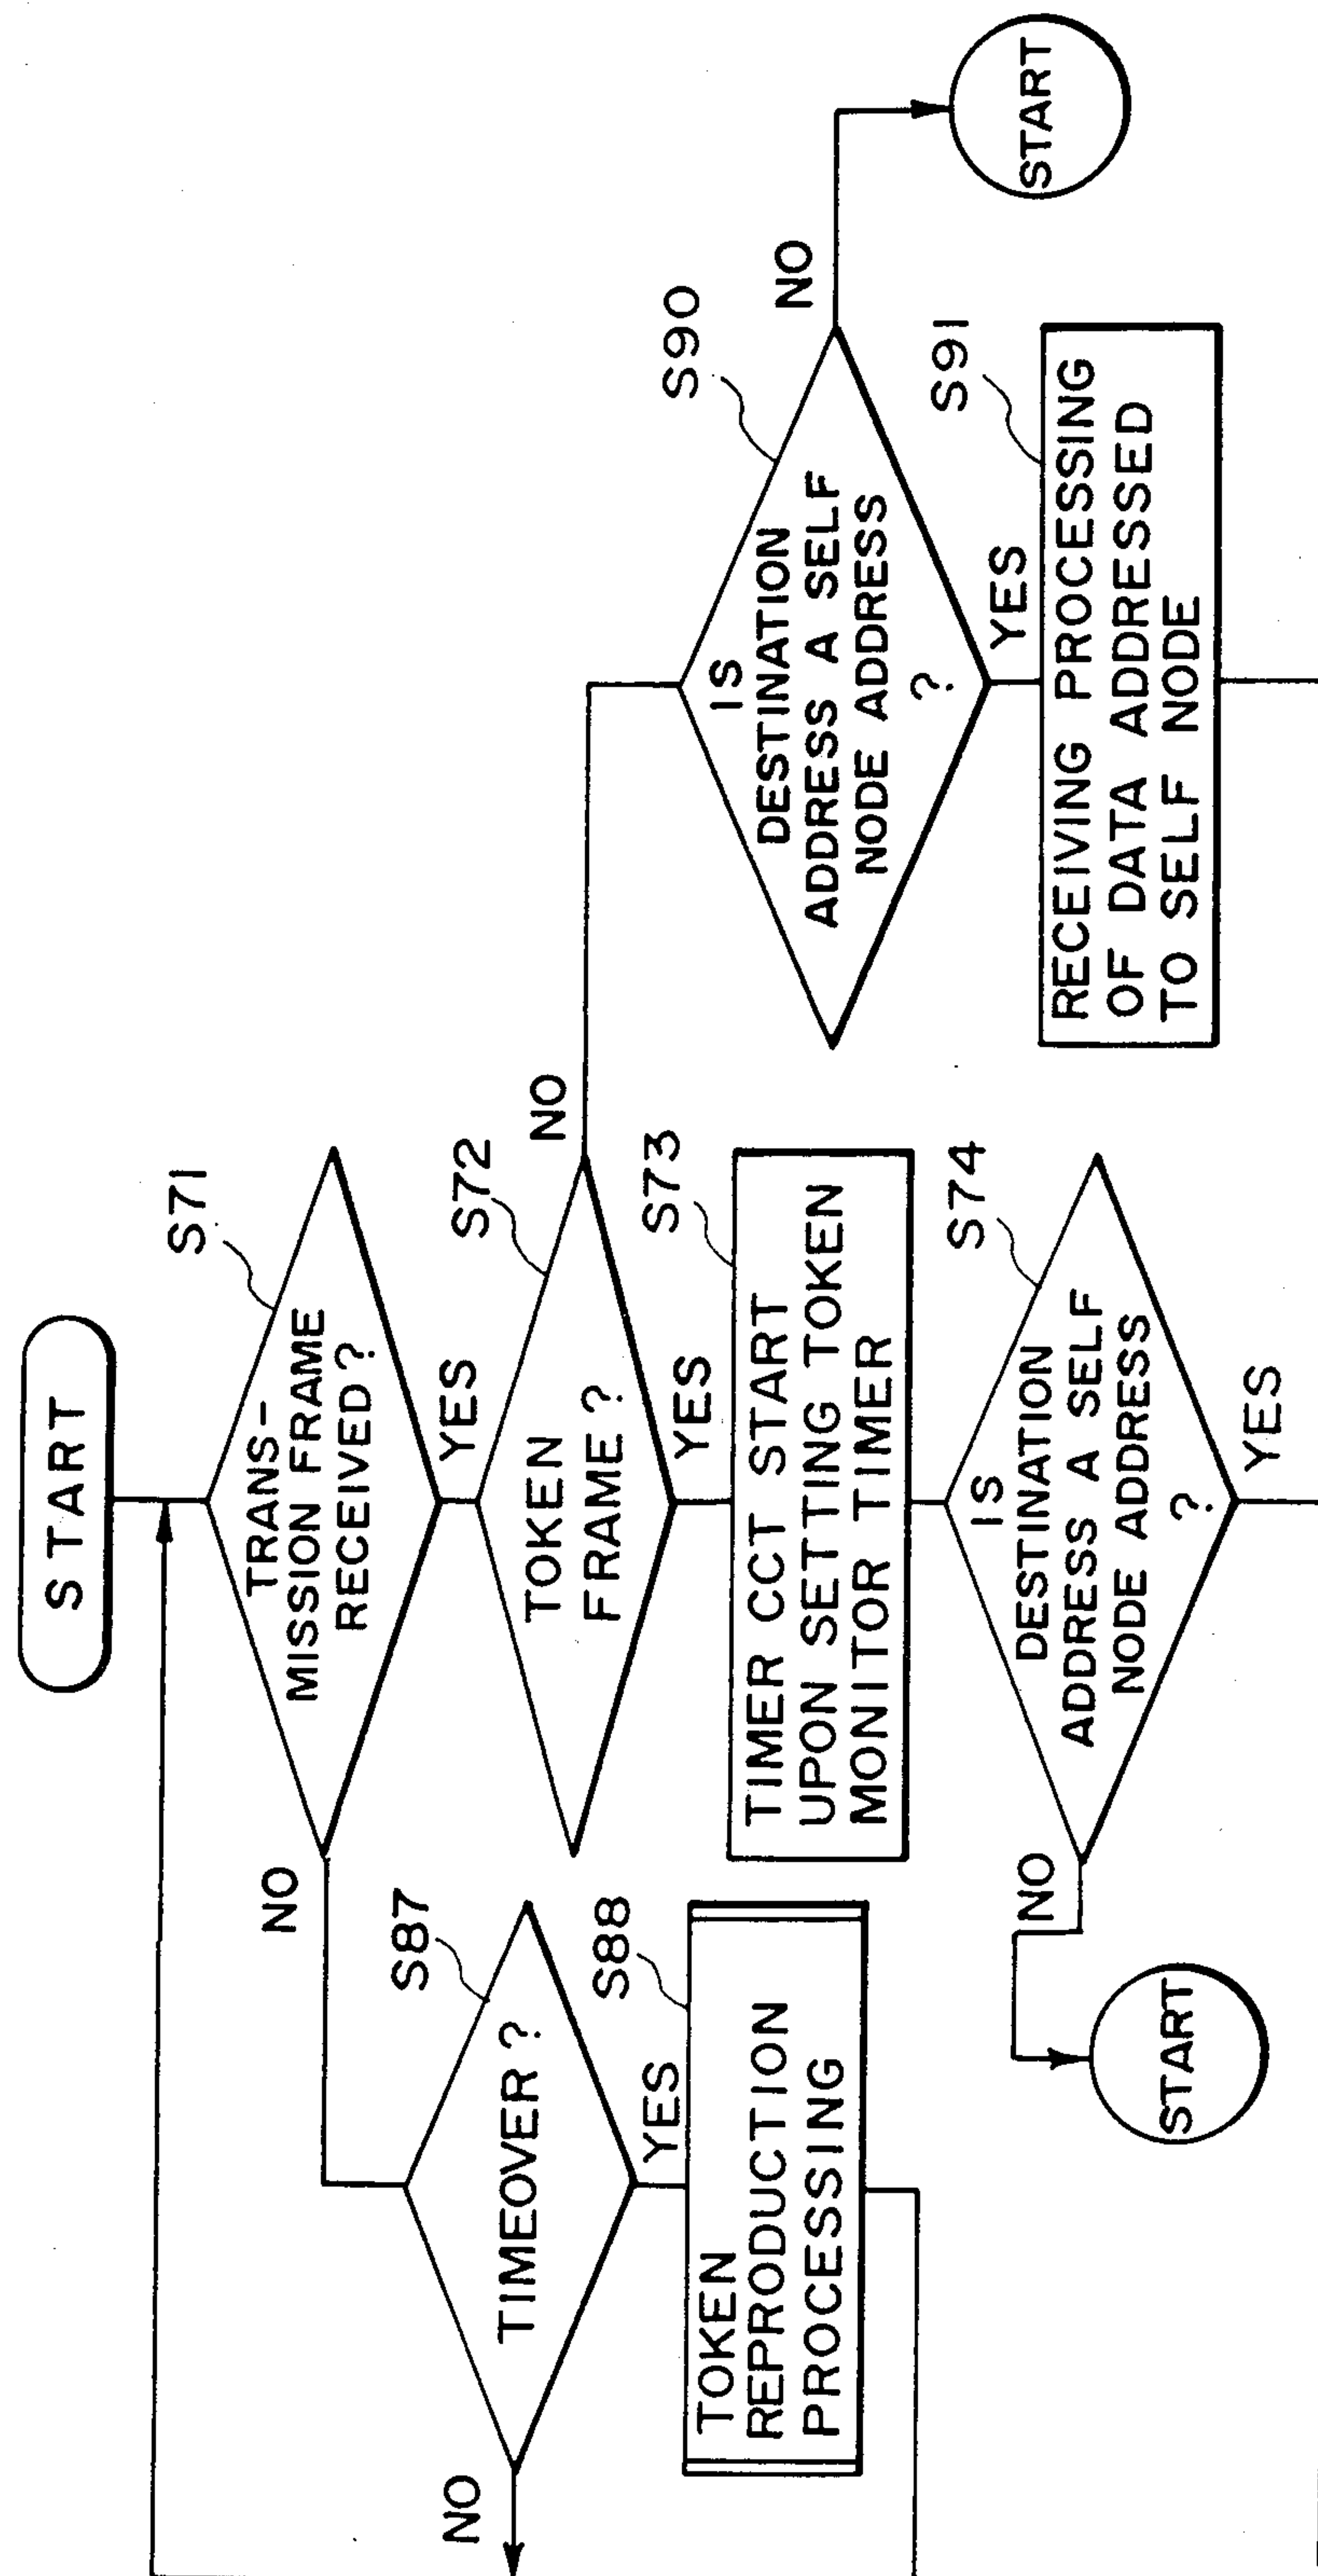 START
S71
TRANS-
MISSION FRAME
RECEIVED ?
NO
YES
S87
TIMEOVER ?
NO
YES
S88
TOKEN
REPRODUCTION
PROCESSING
S72
TOKEN
FRAME ?
NO
YES
S73
TIMER CCT START
UPON SETTING TOKEN
MONITOR TIMER
S74
IS
DESTINATION
ADDRESS A SELF
NODE ADDRESS
?
NO
START
YES
S90
IS
DESTINATION
ADDRESS A SELF
NODE ADDRESS
?
NO
START
YES
S91
RECEIVING PROCESSING
OF DATA ADDRESSED
TO SELF NODE